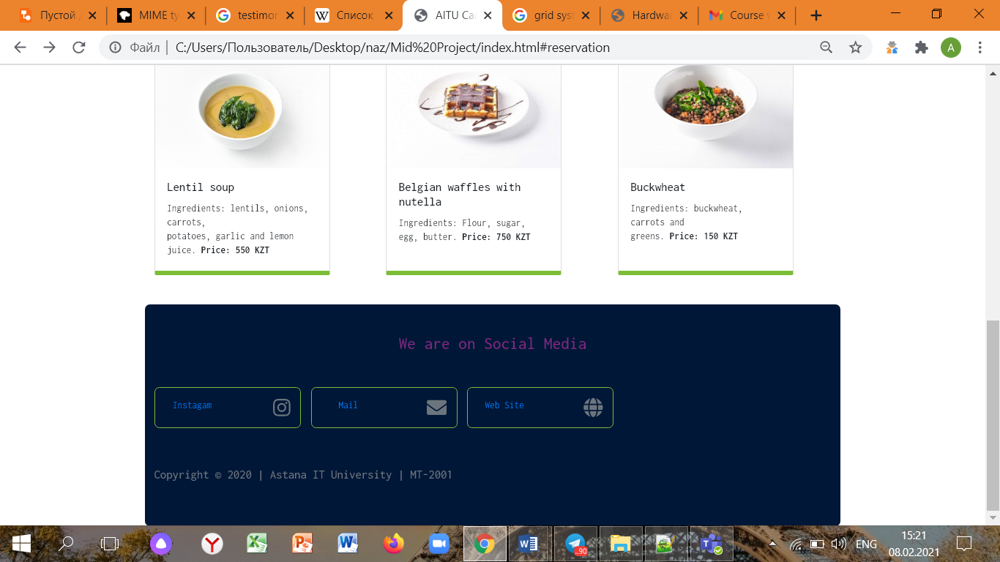 Пустой
MIME ty
testimon
Список
AITU Ca
grid sys
Hardwa
Course
Файл | C:/Users/Пользователь/Desktop/naz/Mid%20Project/index.html#reservation
A
Lentil soup
Ingredients: lentils, onions,
carrots,
potatoes, garlic and lemon
juice. Price: 550 KZT
Belgian waffles with
nutella
Ingredients: Flour, sugar,
egg, butter. Price: 750 KZT
Buckwheat
Ingredients: buckwheat,
carrots and
greens. Price: 150 KZT
We are on Social Media
Instagam
Mail
Web Site
Copyright © 2020 | Astana IT University | MT-2001
..90
ENG
15:21
08.02.2021